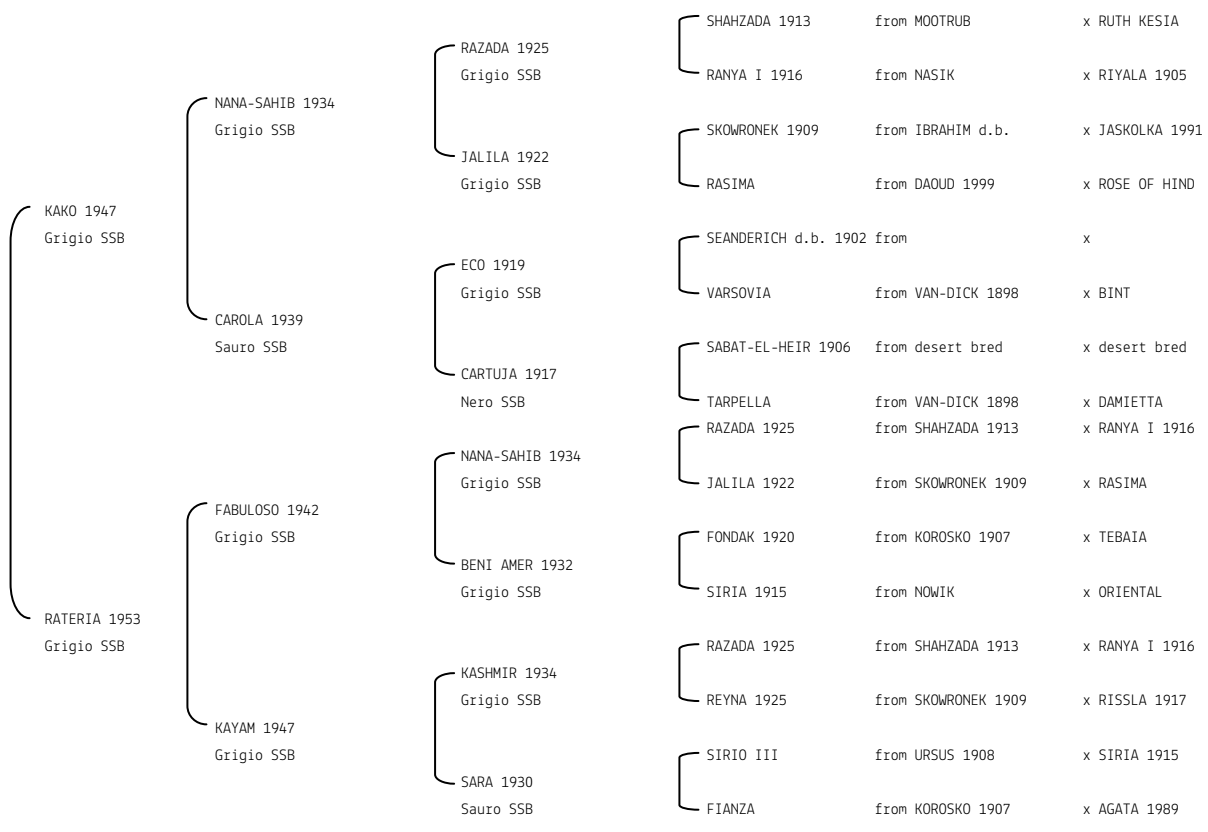 SHAHZADA 1913 from MOOTRUB x RUTH KESIA
RAZADA 1925
Grigio SSB
RANYA I 1916 from NASIK x RIYALA 1905
NANA-SAHIB 1934
Grigio SSB
SKOWRONEK 1909 from IBRAHIM d.b. x JASKOLKA 1991
JALILA 1922
Grigio SSB
RASIMA from DAOUD 1999 x ROSE OF HIND
KAKO 1947
Grigio SSB
SEANDERICH d.b. 1902 from x
ECO 1919
Grigio SSB
VARSOVIA from VAN-DICK 1898 x BINT
CAROLA 1939
Sauro SSB
SABAT-EL-HEIR 1906 from desert bred x desert bred
CARTUJA 1917
Nero SSB
TARPELLA from VAN-DICK 1898 x DAMIETTA
RAZADA 1925 from SHAHZADA 1913 x RANYA I 1916
NANA-SAHIB 1934
Grigio SSB
JALILA 1922 from SKOWRONEK 1909 x RASIMA
FABULOSO 1942
Grigio SSB
FONDAK 1920 from KOROSKO 1907 x TEBAIA
BENI AMER 1932
Grigio SSB
SIRIA 1915 from NOWIK x ORIENTAL
RATERIA 1953
Grigio SSB
RAZADA 1925 from SHAHZADA 1913 x RANYA I 1916
KASHMIR 1934
Grigio SSB
REYNA 1925 from SKOWRONEK 1909 x RISSLA 1917
KAYAM 1947
Grigio SSB
SIRIO III from URSUS 1908 x SIRIA 1915
SARA 1930
Sauro SSB
FIANZA from KOROSKO 1907 x AGATA 1989